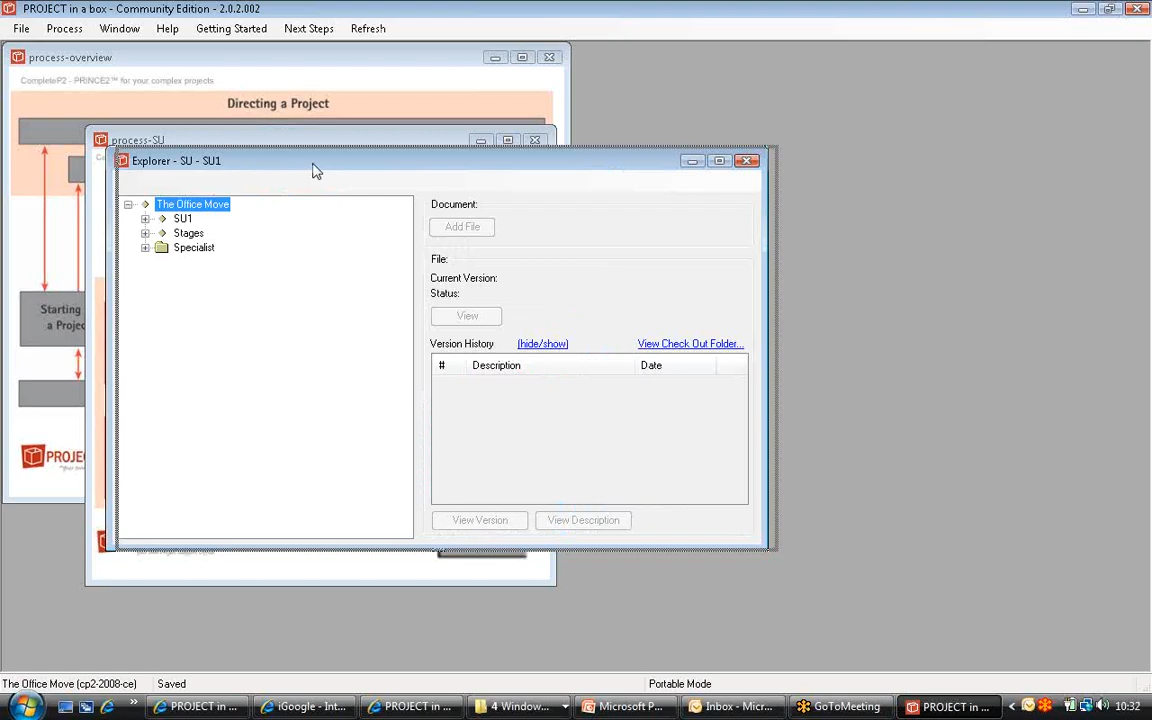 PROJECT in a box - Community Edition - 2.0.2.002
File Process Window Help Getting Started Next Steps Refresh
process-overview
CompleteP2 - PRINCE2™ for your complex projects
Directing a Project
process-SU
Explorer - SU - SU1
The Office Move
SU1
Stages
Specialist
Document:
Add File
File:
Current Version:
Status:
View
Version History (hide/show) View Check Out Folder...
# Description Date
View Version View Description
Starting
a Projec
PROJE
The Office Move (cp2-2008-ce) Saved Portable Mode
PROJECT in ... iGoogle - Int... PROJECT in ... 4 Window... Microsoft P... Inbox - Micr... GoToMeeting PROJECT in ... 10:32